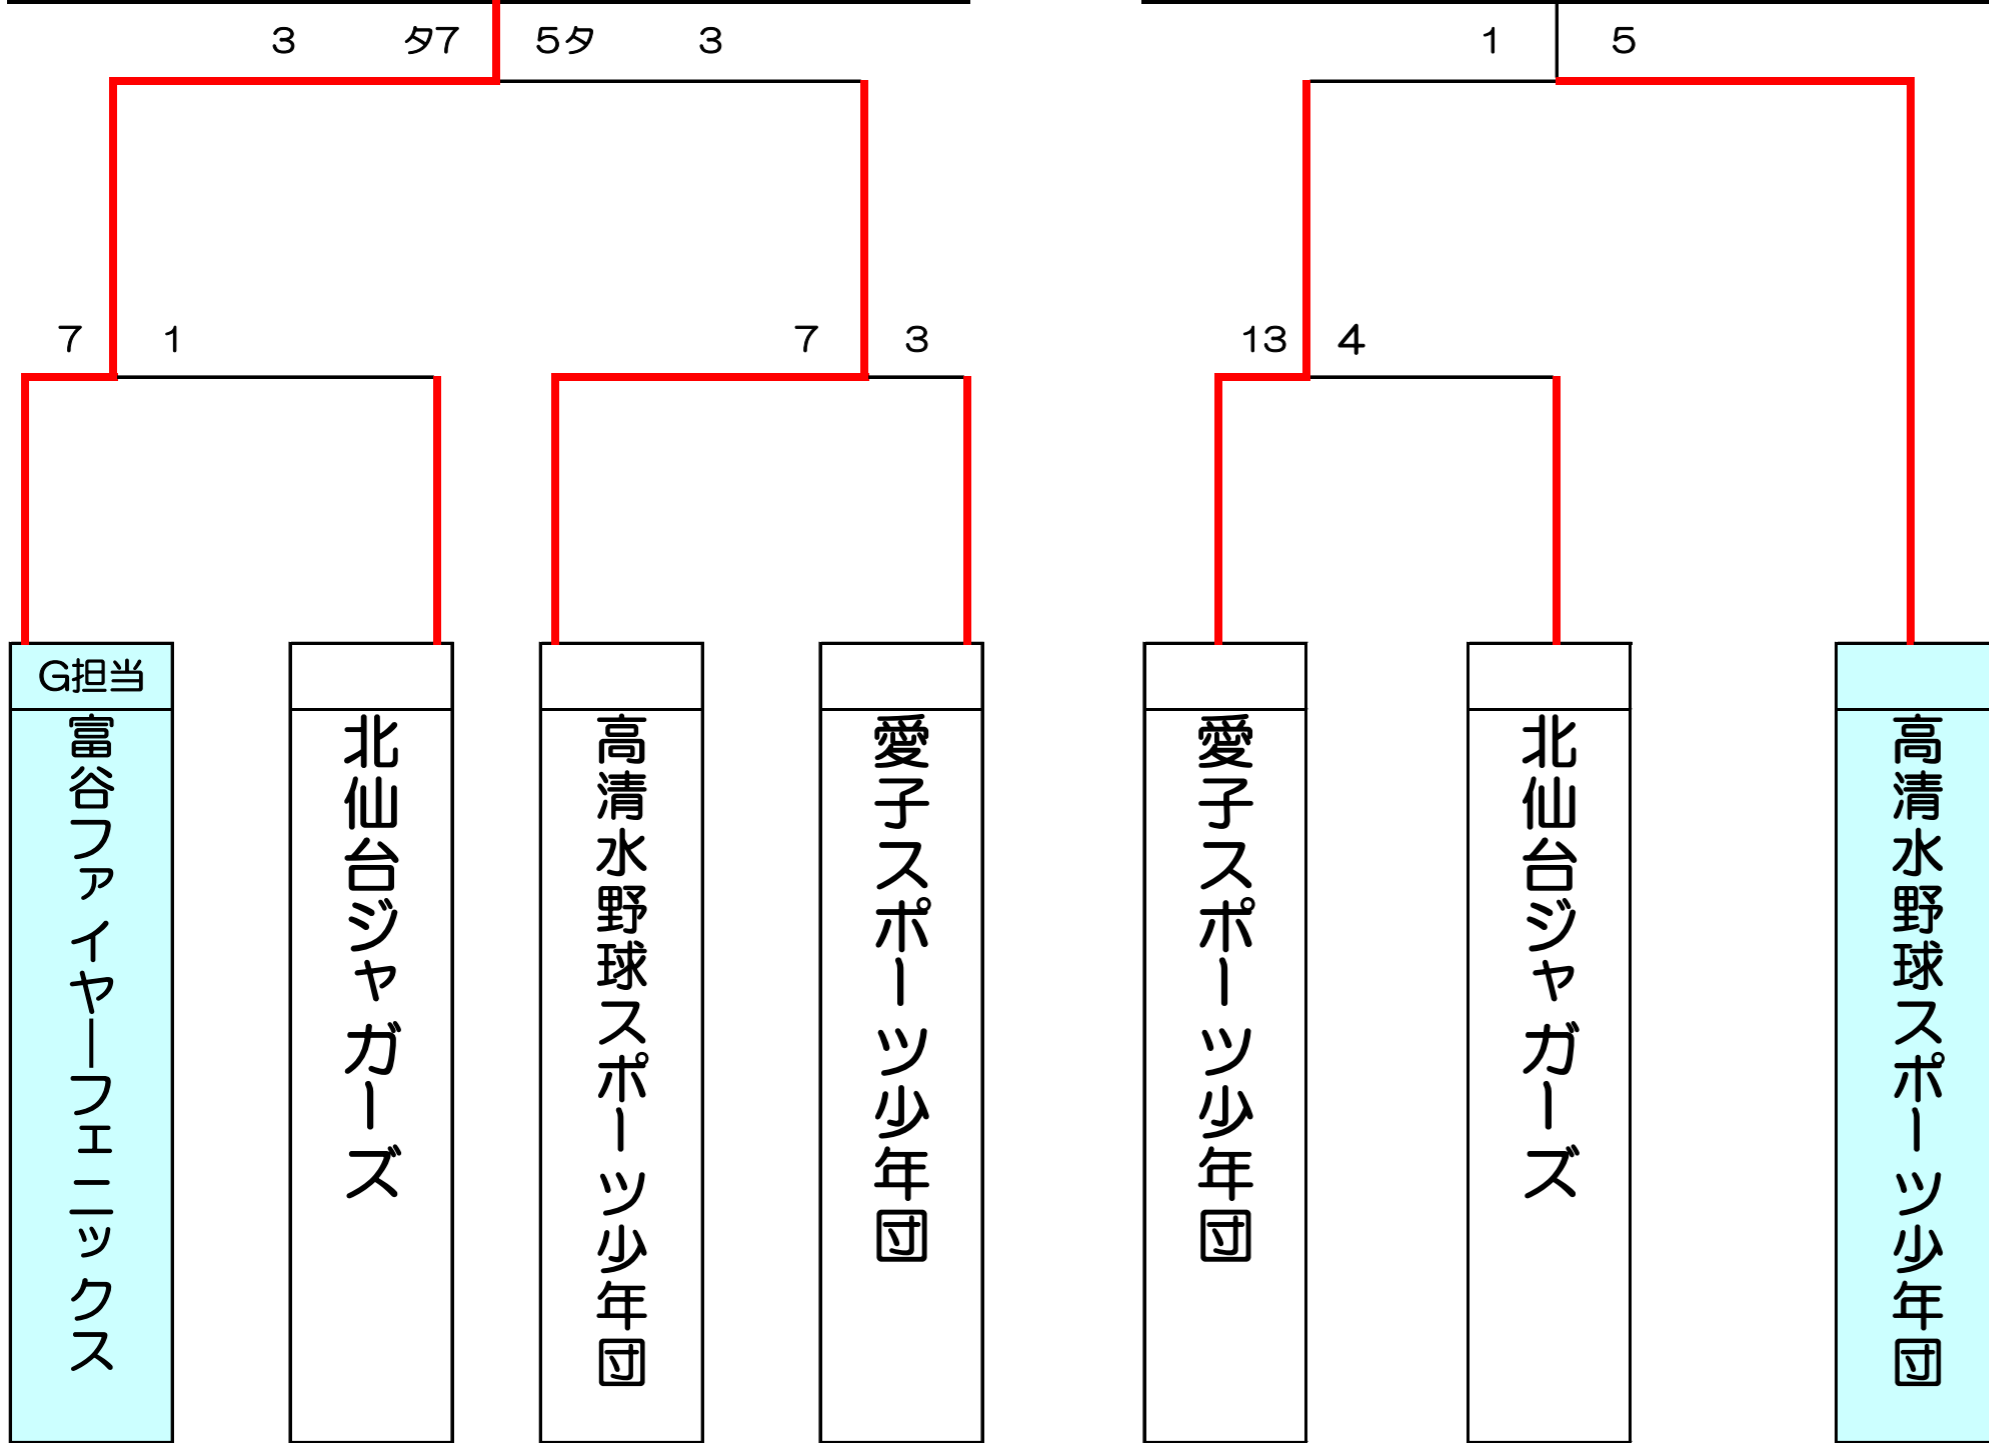 3 タ7 5タ 3
1 5
7 1
7 3
13 4
G担当
富谷ファイヤーフェニックス
北仙台ジャガーズ
高清水野球スポーツ少年団
愛子スポーツ少年団
愛子スポーツ少年団
北仙台ジャガーズ
高清水野球スポーツ少年団